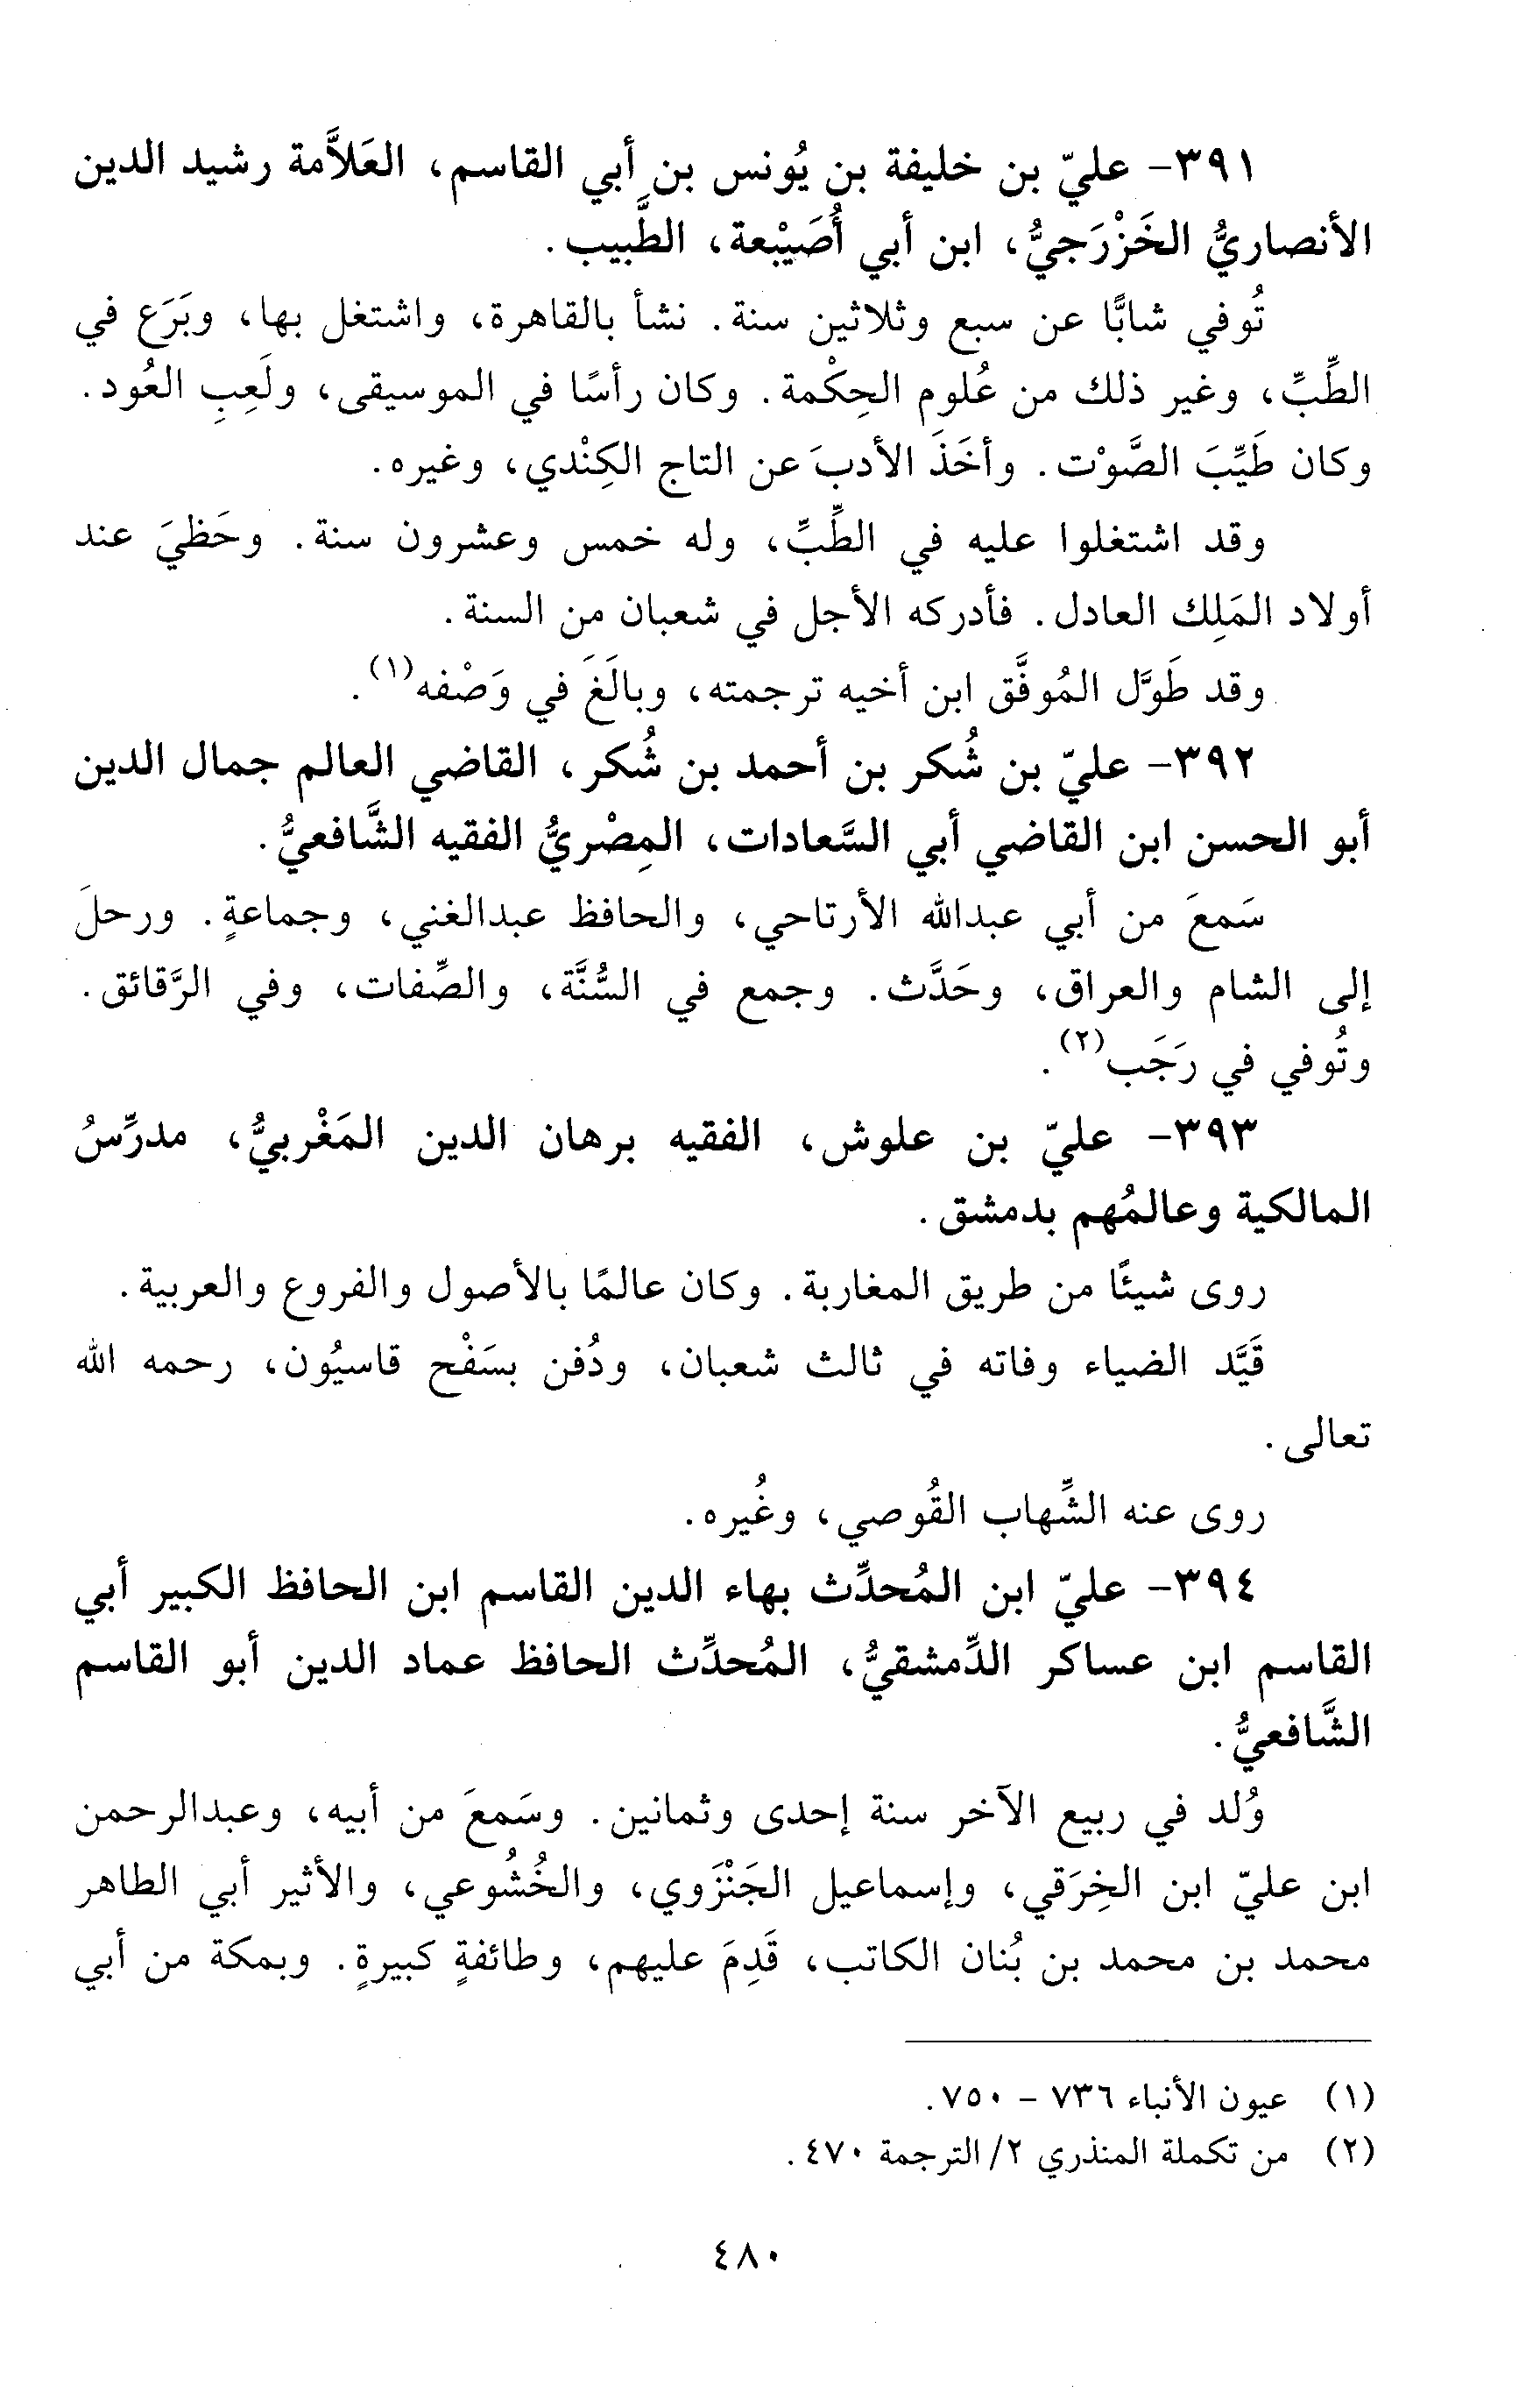 ٣٩١- عليّ بن خليفة بن يُونس بن أبي القاسم، العَلاَّمة رشيد الدين
الأنصاريُّ الخَزْرَجيُّ، ابن أبي أُصَيْبعة، الطَّبيب.
تُوفي شابًّا عن سبع وثلاثين سنة. نشأ بالقاهرة، واشتغل بها، وبَرَع في
الطِّبِّ، وغير ذلك من عُلوم الحِكْمة. وكان رأسًا في الموسيقى، ولَعِبِ العُود.
وكان طَيِّبَ الصَّوْت. وأخَذَ الأدبَ عن التاج الكِنْدي، وغيره.
وقد اشتغلوا عليه في الطِّبِّ، وله خمس وعشرون سنة. وحَظيَ عند
أولاد المَلِك العادل. فأدركه الأجل في شعبان من السنة.
وقد طَوَّل المُوفَّق ابن أخيه ترجمته، وبالَغَ في وَصْفه(١).
٣٩٢- عليّ بن شُكر بن أحمد بن شُكر، القاضي العالم جمال الدين
أبو الحسن ابن القاضي أبي السَّعادات، المِصْريُّ الفقيه الشَّافعيُّ.
سَمعَ من أبي عبدالله الأرتاحي، والحافظ عبدالغني، وجماعةٍ. ورحلَ
إلى الشام والعراق، وحَدَّث. وجمع في السُّنَّة، والصِّفات، وفي الرَّقائق.
وتُوفي في رَجَب(٢).
٣٩٣- عليّ بن علوش، الفقيه برهان الدين المَغْربيُّ، مدرِّسُ
المالكية وعالمُهم بدمشق.
روى شيئًا من طريق المغاربة. وكان عالمًا بالأصول والفروع والعربية.
قَيَّد الضياء وفاته في ثالث شعبان، ودُفن بسَفْح قاسيُون، رحمه الله
تعالى.
روى عنه الشِّهاب القُوصي، وغُيره.
٣٩٤- عليّ ابن المُحدِّث بهاء الدين القاسم ابن الحافظ الكبير أبي
القاسم ابن عساكر الدِّمشقيُّ، المُحدِّث الحافظ عماد الدين أبو القاسم
الشَّافعيُّ.
وُلد في ربيع الآخر سنة إحدى وثمانين. وسَمعَ من أبيه، وعبدالرحمن
ابن عليّ ابن الخِرَقي، وإسماعيل الجَنْزَوي، والخُشُوعي، والأثير أبي الطاهر
محمد بن محمد بن بُنان الكاتب، قَدِمَ عليهم، وطائفةٍ كبيرةٍ. وبمكة من أبي
(١) عيون الأنباء ٧٣٦ - ٧٥٠.
(٢) من تكملة المنذري ٢/ الترجمة ٤٧٠.
٤٨٠